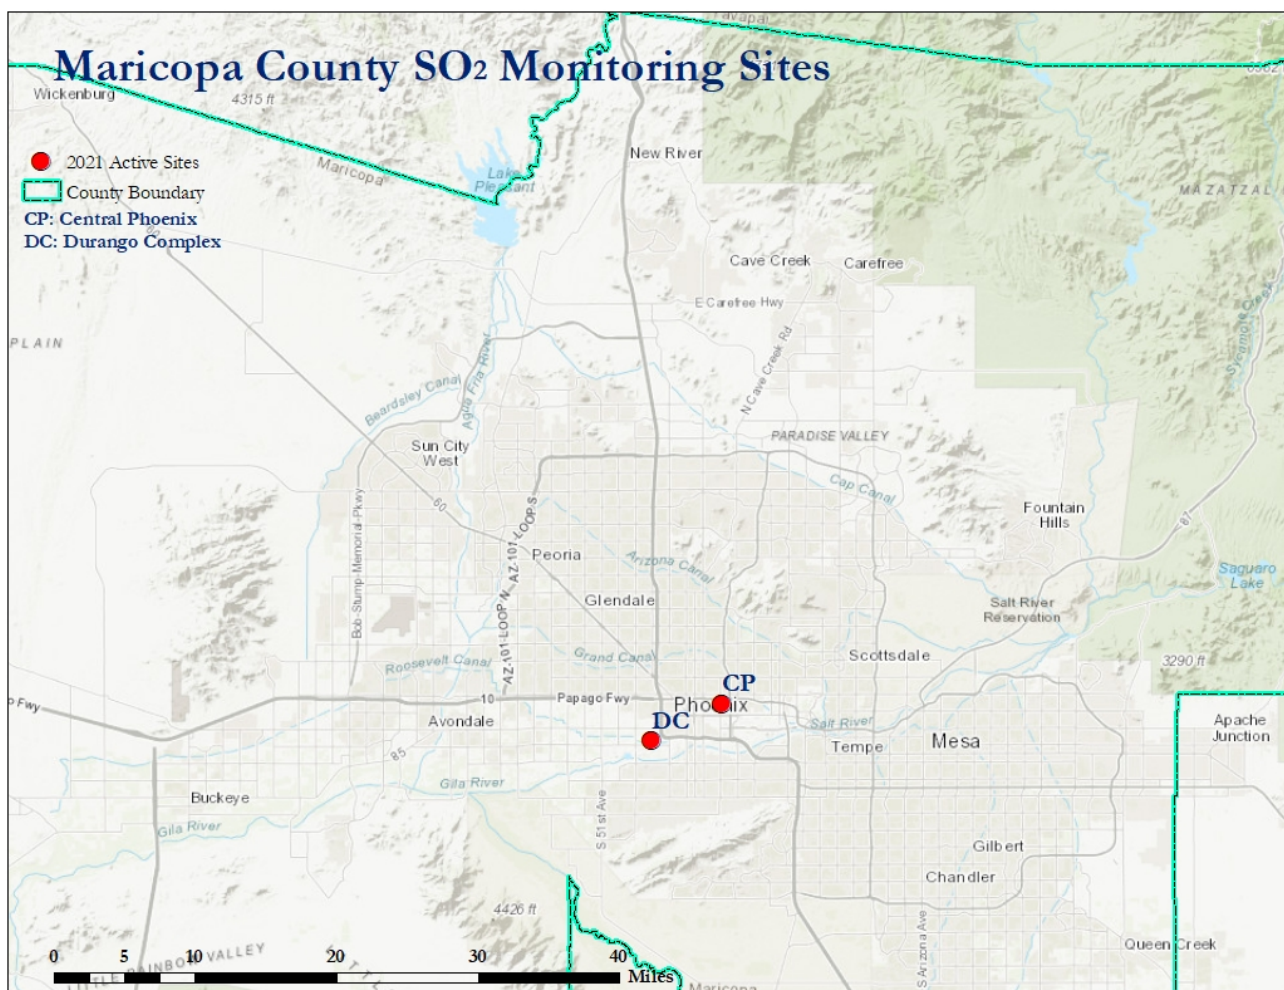 Maricopa County SO2 Monitoring Sites
Wickenburg
4315 ft
Maricopa
Lake
Pleasant
New River
2021 Active Sites
County Boundary
CP: Central Phoenix
DC: Durango Complex
60
MAZATZAL
Cave Creek
Carefree
E Carefree Hwy
PLAIN
N Cave Creek Rd
Sycamore Creek
Agua Fria River
Beardsley Canal
Sun City
West
PARADISE VALLEY
Cap Canal
60
Bob-Stump-Memorial-Pkwy
AZ-101-LOOP S
Fountain
Hills
87
Peoria
Arizona Canal
Saguaro
Lake
Glendale
AZ-101-LOOP N
Salt River
Reservation
Roosevelt Canal
Grand Canal
Scottsdale
3290 ft
CP
10
Papago Fwy
Phoenix
Fwy
DC
Avondale
Salt River
Tempe
Mesa
Apache
Junction
85
Gila River
Buckeye
Gila River
S 51st Ave
Gilbert
Chandler
4426 ft
S Arizona Ave
Queen Creek
0 5 10 20 30 40
Miles
VALLEY
Maricopa